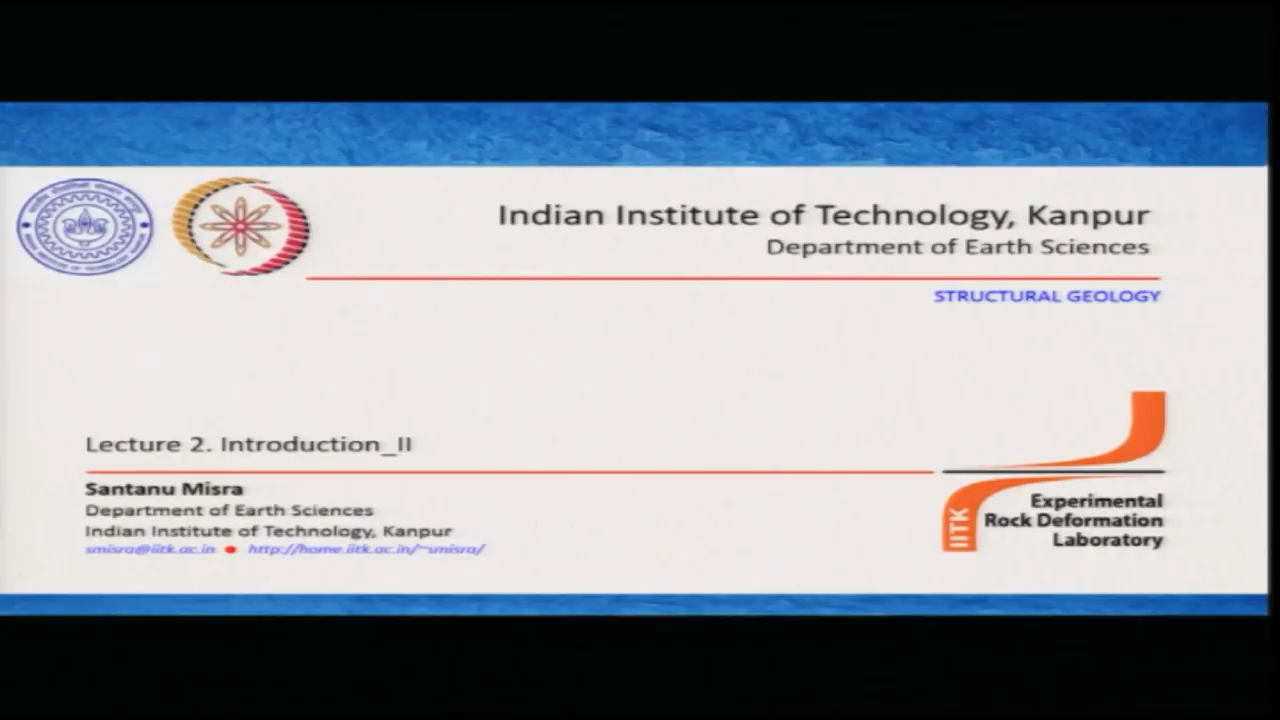 Indian Institute of Technology, Kanpur
Department of Earth Sciences
STRUCTURAL GEOLOGY
Lecture 2. Introduction_II
Santanu Misra
Department of Earth Sciences
Indian Institute of Technology, Kanpur
smisra@iitk.ac.in ● http://home.iitk.ac.in/~smisra/
IITK
Experimental
Rock Deformation
Laboratory